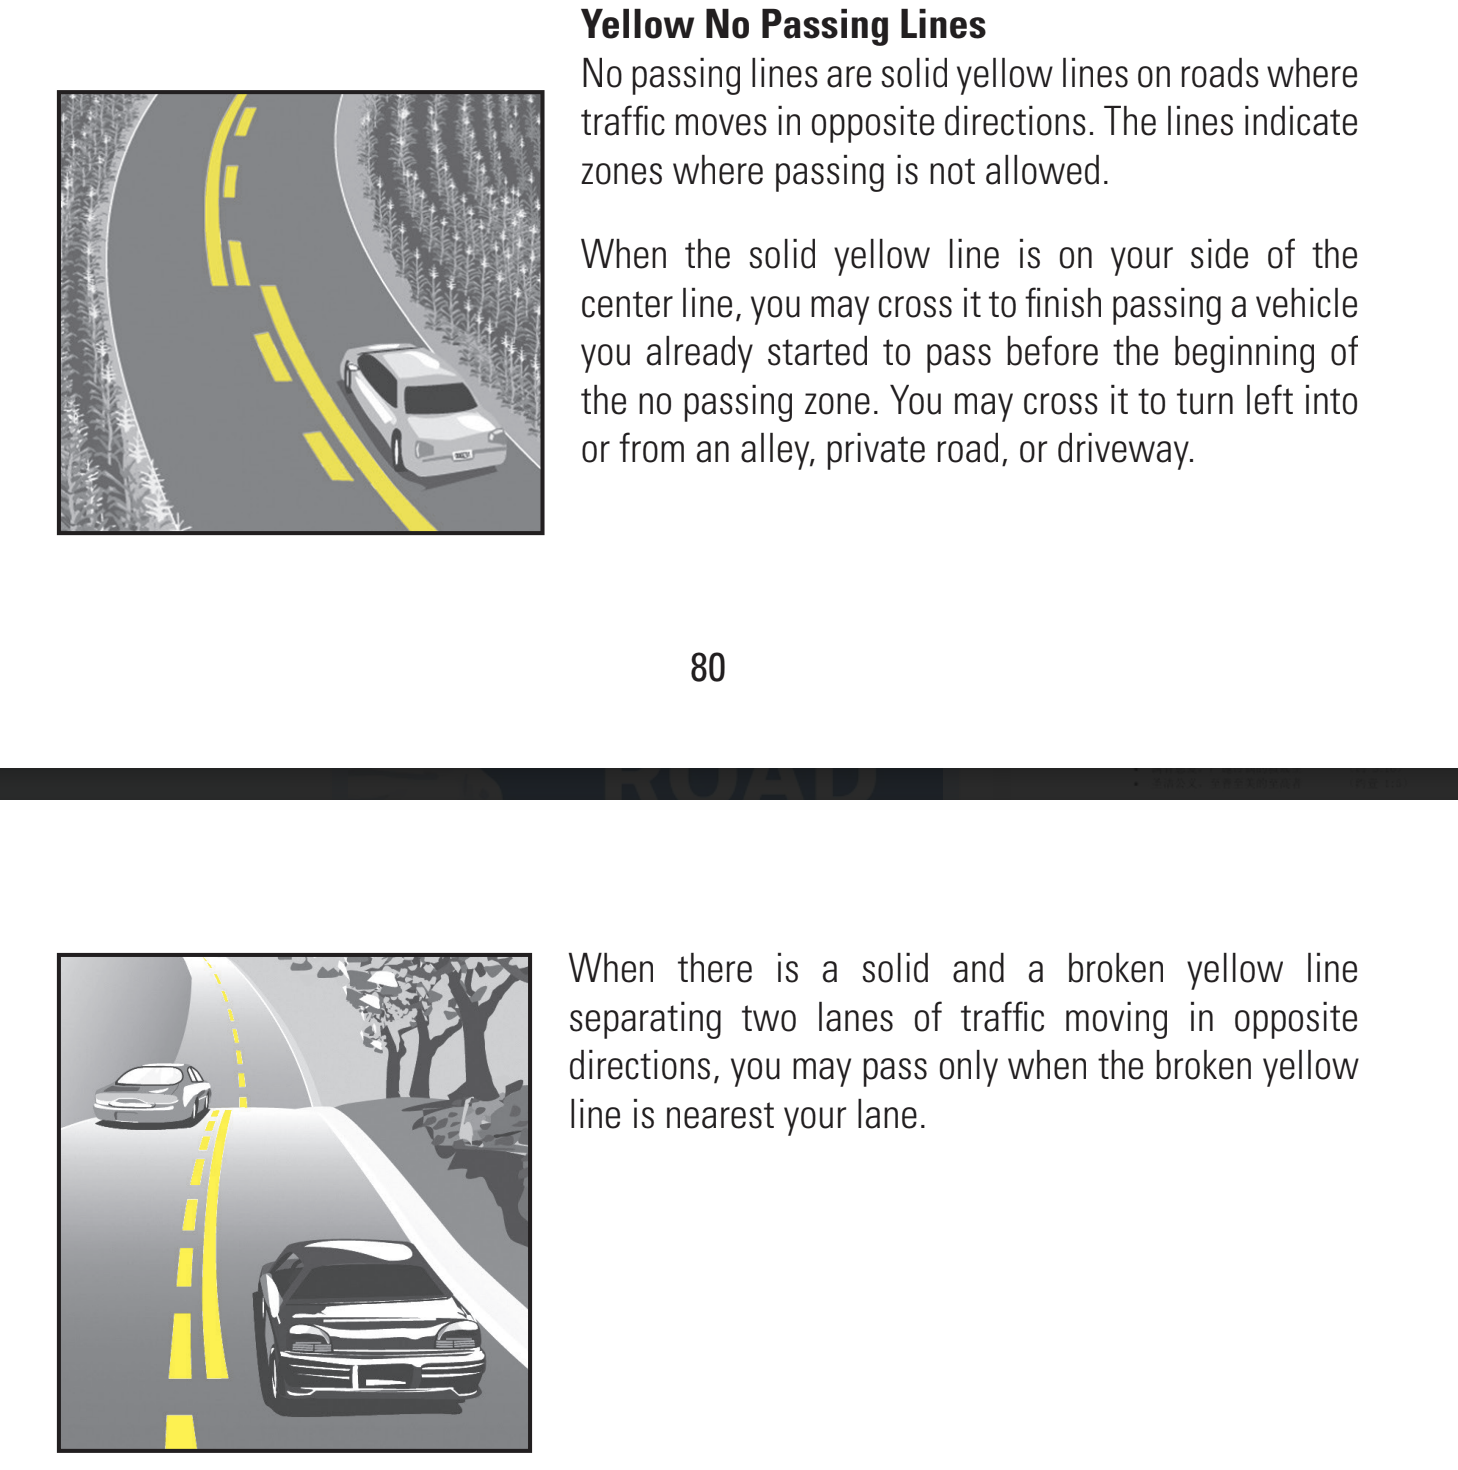 Yellow No Passing Lines
No passing lines are solid yellow lines on roads where
traffic moves in opposite directions. The lines indicate
zones where passing is not allowed.
When the solid yellow line is on your side of the
center line, you may cross it to finish passing a vehicle
you already started to pass before the beginning of
the no passing zone. You may cross it to turn left into
or from an alley, private road, or driveway.
80
ROAD
When there is a solid and a broken yellow line
separating two lanes of traffic moving in opposite
directions, you may pass only when the broken yellow
line is nearest your lane.